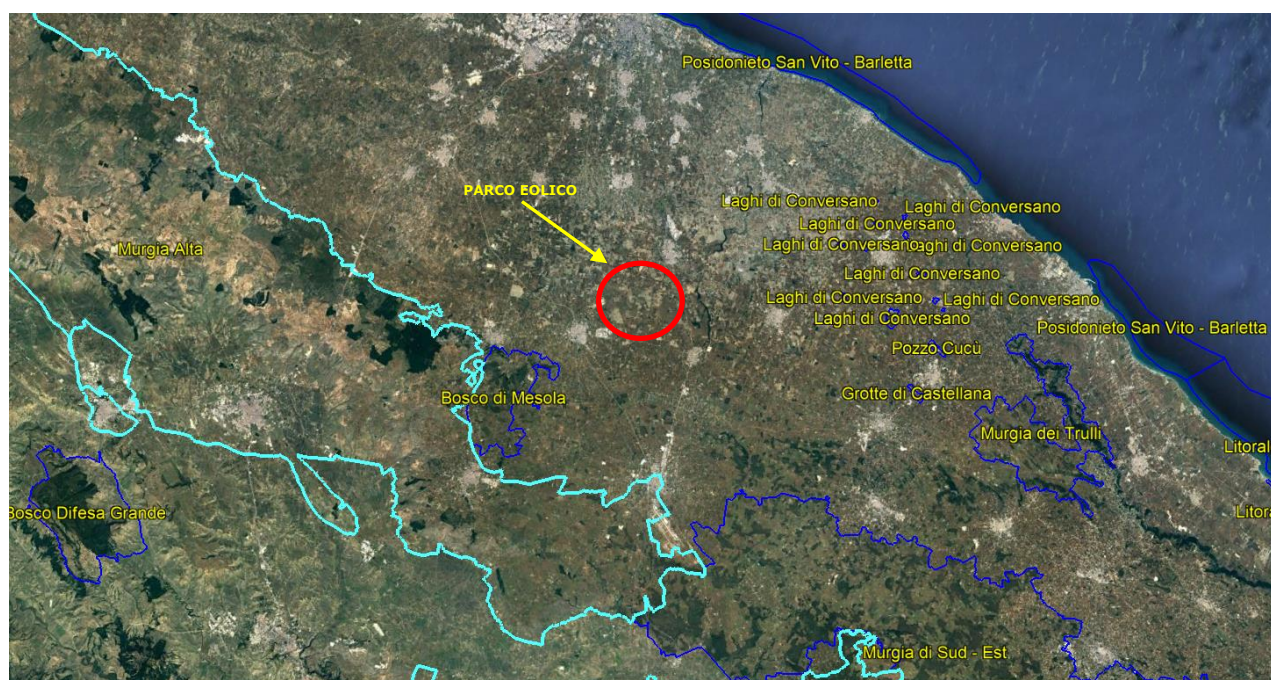 Posidonieto San Vito - Barletta
PARCO EOLICO
Laghi di Conversano
Laghi di Conversano
Laghi di Conversano
Laghi di Conversano
Laghi di Conversano
Murgia Alta
Laghi di Conversano
Laghi di Conversano
Laghi di Conversano
Laghi di Conversano
Posidonieto San Vito - Barletta
Pozzo Cucù
Grotte di Castellana
Bosco di Mesola
Murgia dei Trulli
Litoral
Bosco Difesa Grande
Litora
Murgia di Sud - Est